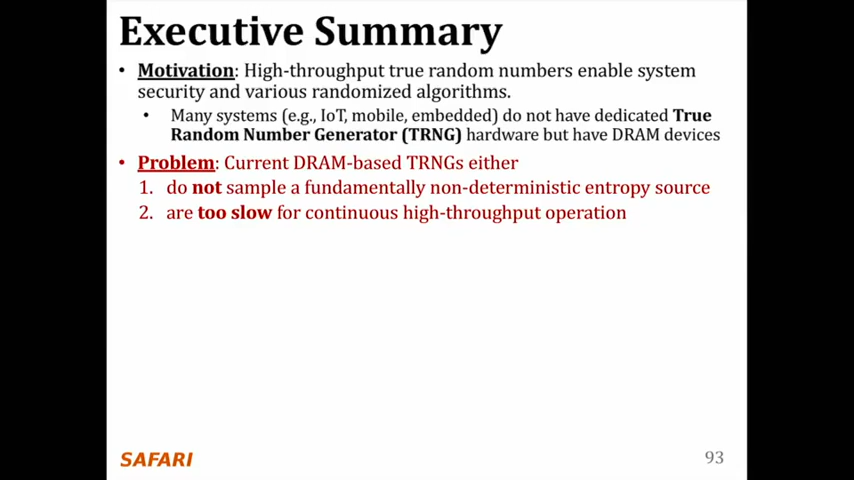 Executive Summary
• Motivation: High-throughput true random numbers enable system
security and various randomized algorithms.
• Many systems (e.g., IoT, mobile, embedded) do not have dedicated True
Random Number Generator (TRNG) hardware but have DRAM devices
• Problem: Current DRAM-based TRNGs either
1. do not sample a fundamentally non-deterministic entropy source
2. are too slow for continuous high-throughput operation
SAFARI
93